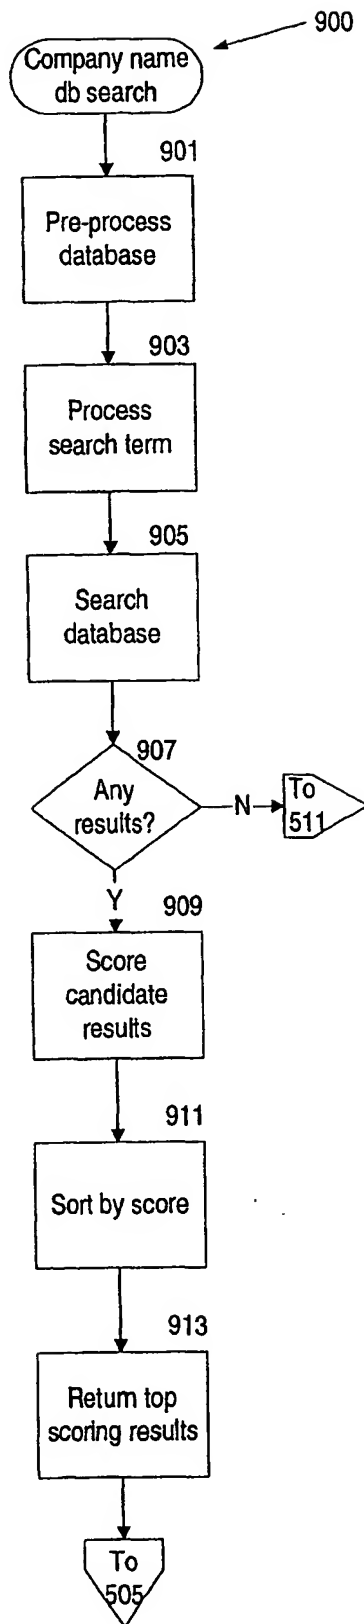 900
Company name
db search
901
Pre-process
database
903
Process
search term
905
Search
database
907
Any
results?
N
To
511
Y
909
Score
candidate
results
911
Sort by score
913
Return top
scoring results
To
505